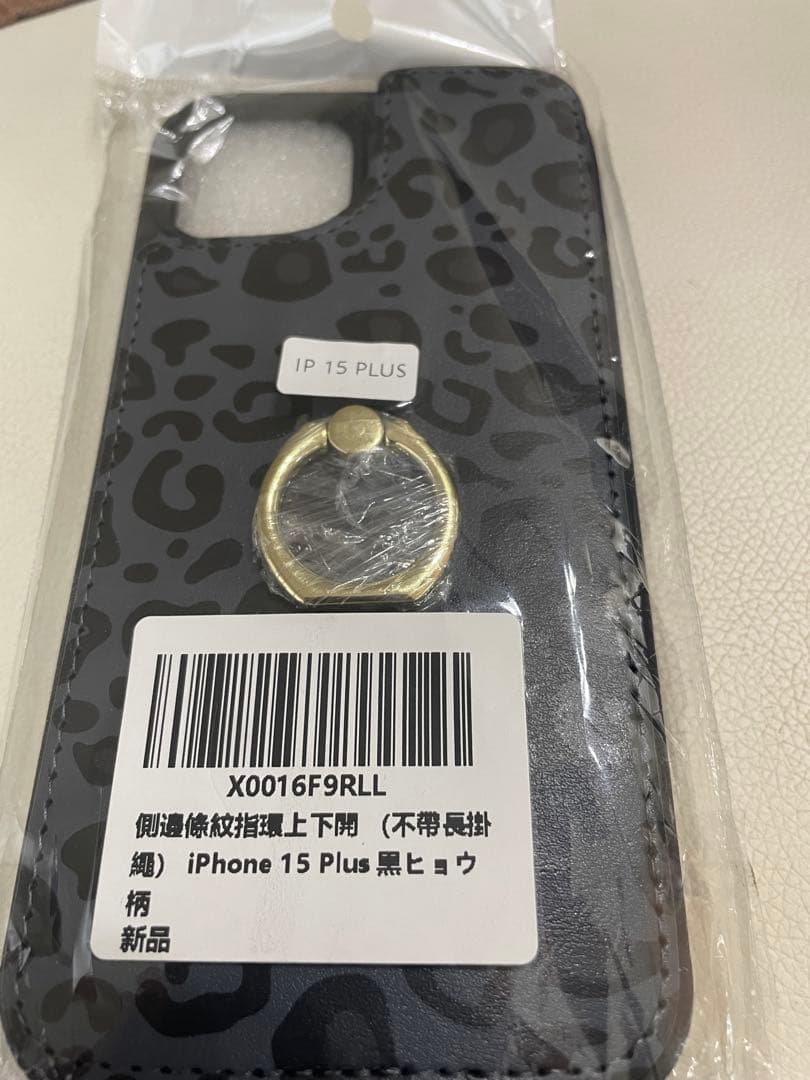 IP 15 PLUS
X0016F9RLL
側邊條紋指環上下開 （不帶長掛
繩） iPhone 15 Plus 黒ヒョウ
柄
新品